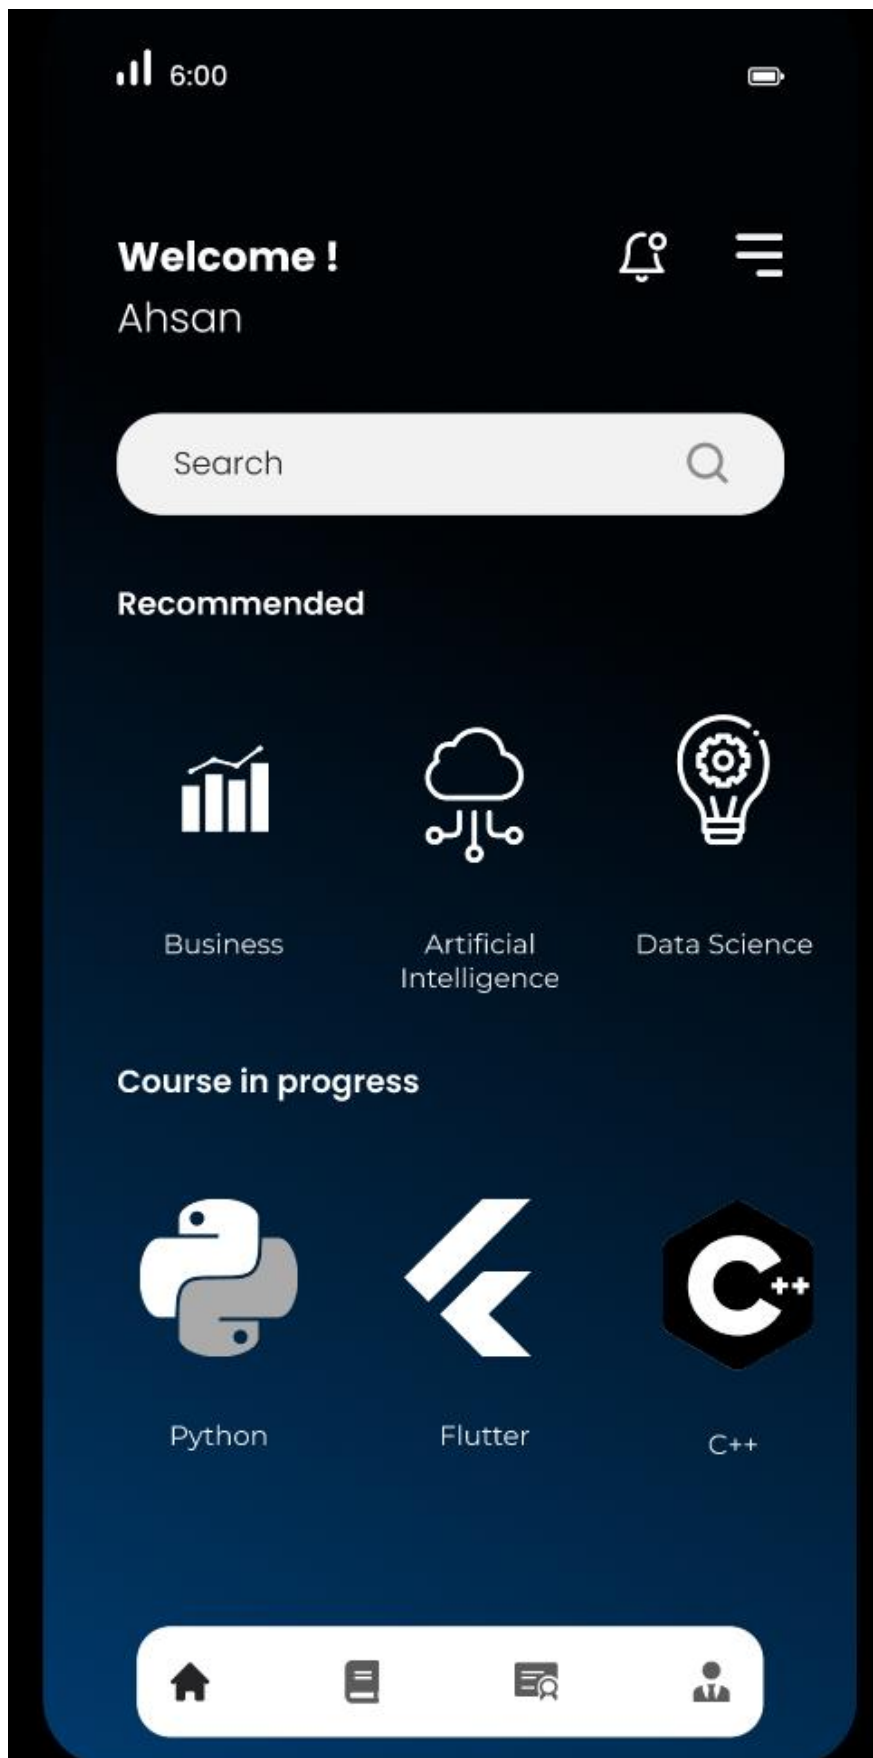 6:00
Welcome !
Ahsan
Search
Recommended
Business
Artificial
Intelligence
Data Science
Course in progress
C++
Python
Flutter
C++